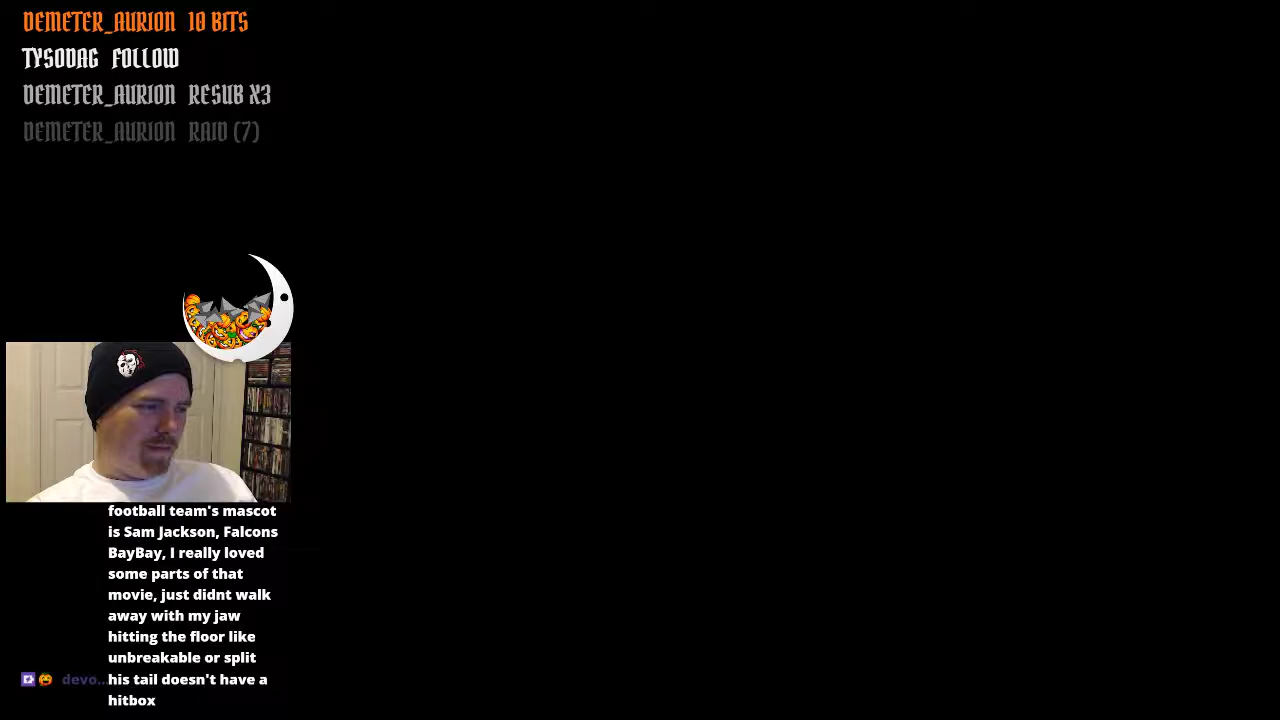 DEMETER_AURION 10 BITS
TYSODAG FOLLOW
DEMETER_AURION RESUB X3
DEMETER_AURION RAID (7)
football team's mascot
is Sam Jackson, Falcons
BayBay, I really loved
some parts of that
movie, just didnt walk
away with my jaw
hitting the floor like
unbreakable or split
devo... his tail doesn't have a
hitbox